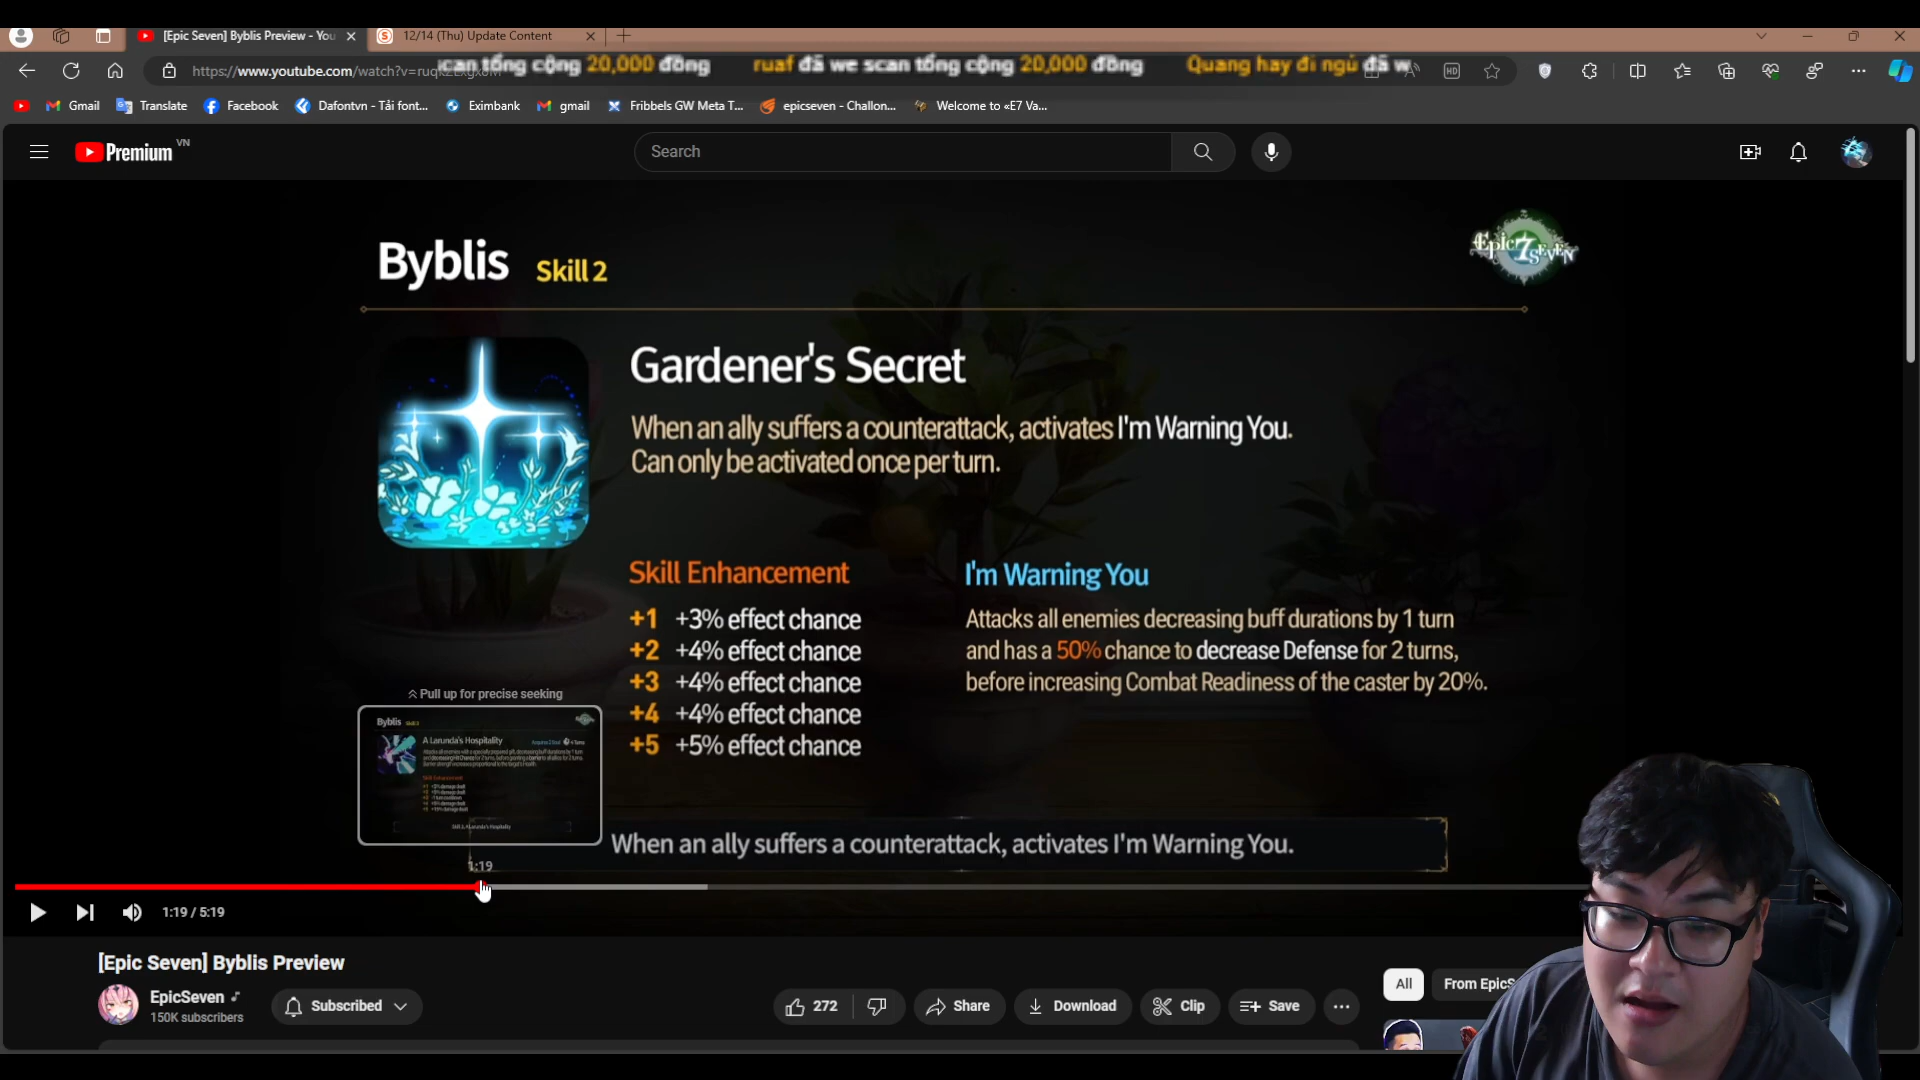 [Epic Seven] Byblis Preview - You
12/14 (Thu) Update Content
https://www.youtube.com/watch?v=
scan tổng cộng 20,000 đồng
ruaf đã we scan tổng cộng 20,000 đồng
Quang hay đi ngủ đã w
HD
Gmail
Translate
Facebook
Dafontvn - Tải font...
Eximbank
gmail
Fribbels GW Meta T...
epicseven - Challon...
Welcome to «E7 Va...
Premium VN
Search
Byblis Skill 2
Epic 7 Seven
Gardener's Secret
When an ally suffers a counterattack, activates I'm Warning You.
Can only be activated once per turn.
Skill Enhancement
+1 +3% effect chance
+2 +4% effect chance
+3 +4% effect chance
+4 +4% effect chance
+5 +5% effect chance
I'm Warning You
Attacks all enemies decreasing buff durations by 1 turn
and has a 50% chance to decrease Defense for 2 turns,
before increasing Combat Readiness of the caster by 20%.
Pull up for precise seeking
Byblis
A Larunda's Hospitality
Skill Enhancement
1:19
When an ally suffers a counterattack, activates I'm Warning You.
1:19 / 5:19
[Epic Seven] Byblis Preview
EpicSeven
150K subscribers
Subscribed
272
Share
Download
Clip
Save
All
From EpicS